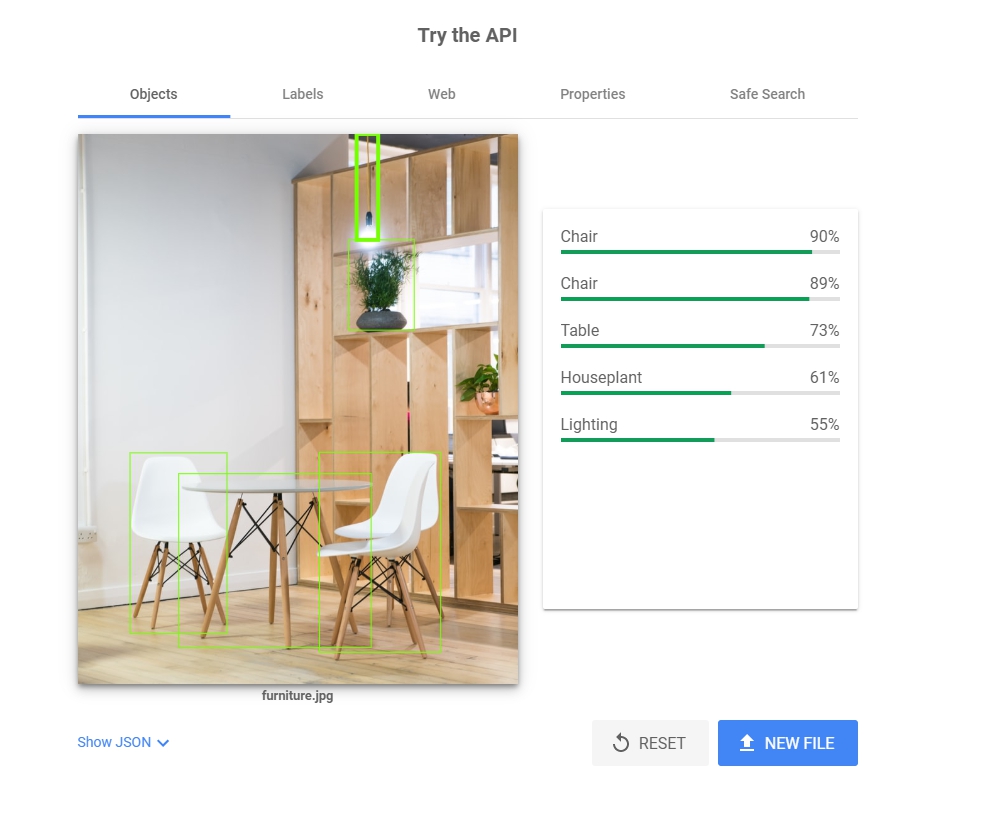 Try the API
Objects Labels Web Properties Safe Search
Chair 90%
Chair 89%
Table 73%
Houseplant 61%
Lighting 55%
furniture.jpg
Show JSON
RESET
NEW FILE